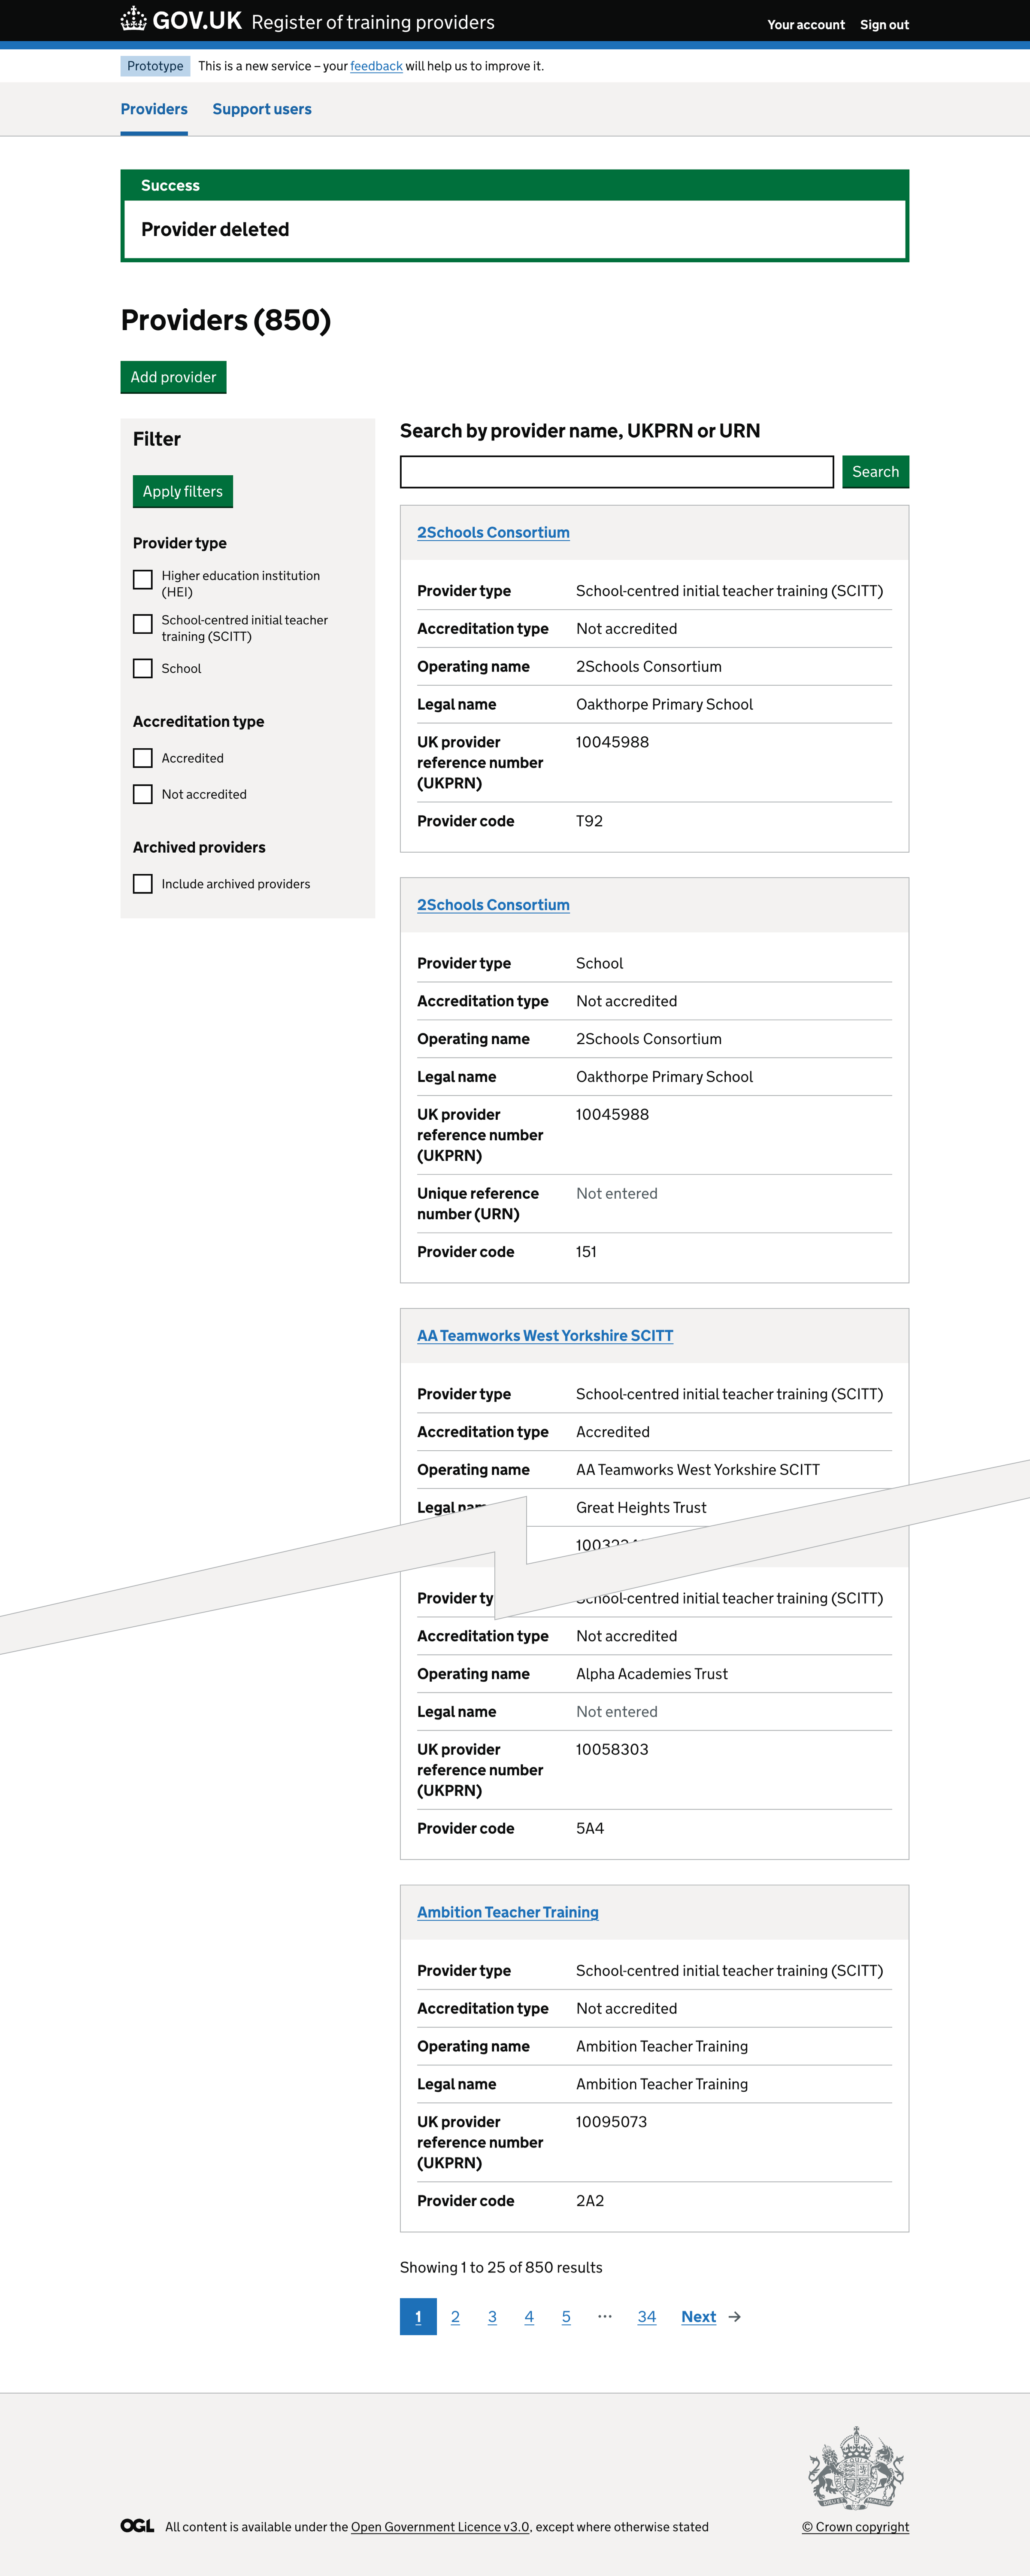 GOV.UK Register of training providers
Your account Sign out
Prototype This is a new service – your feedback will help us to improve it.
Providers Support users
Success
Provider deleted
Providers (850)
Add provider
Filter
Apply filters
Provider type
Higher education institution
(HEI)
School-centred initial teacher
training (SCITT)
School
Accreditation type
Accredited
Not accredited
Archived providers
Include archived providers
Search by provider name, UKPRN or URN
Search
2Schools Consortium
Provider type School-centred initial teacher training (SCITT)
Accreditation type Not accredited
Operating name 2Schools Consortium
Legal name Oakthorpe Primary School
UK provider 10045988
reference number
(UKPRN)
Provider code T92
2Schools Consortium
Provider type School
Accreditation type Not accredited
Operating name 2Schools Consortium
Legal name Oakthorpe Primary School
UK provider 10045988
reference number
(UKPRN)
Unique reference Not entered
number (URN)
Provider code 151
AA Teamworks West Yorkshire SCITT
Provider type School-centred initial teacher training (SCITT)
Accreditation type Accredited
Operating name AA Teamworks West Yorkshire SCITT
Legal name Great Heights Trust
Provider School-centred initial teacher training (SCITT)
Accreditation type Not accredited
Operating name Alpha Academies Trust
Legal name Not entered
UK provider 10058303
reference number
(UKPRN)
Provider code 5A4
Ambition Teacher Training
Provider type School-centred initial teacher training (SCITT)
Accreditation type Not accredited
Operating name Ambition Teacher Training
Legal name Ambition Teacher Training
UK provider 10095073
reference number
(UKPRN)
Provider code 2A2
Showing 1 to 25 of 850 results
1 2 3 4 5 ··· 34 Next →
OGL All content is available under the Open Government Licence v3.0, except where otherwise stated
© Crown copyright